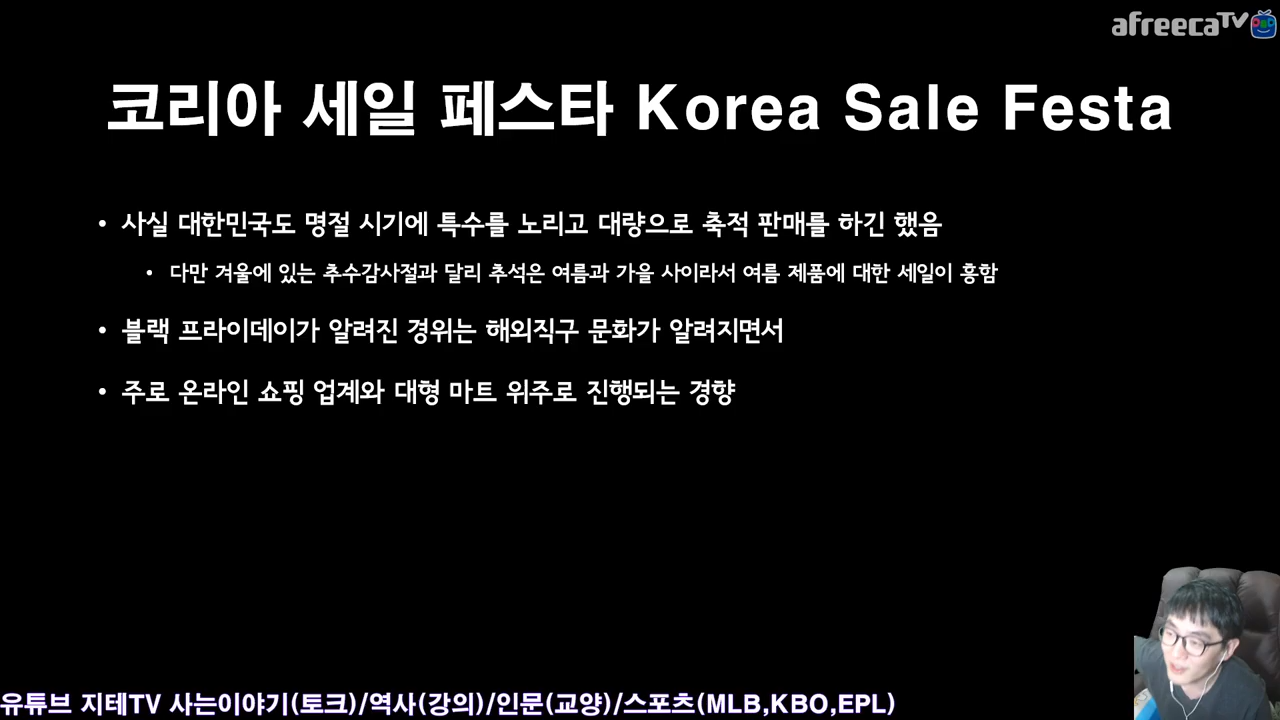 afreecaTV
코리아 세일 페스타 Korea Sale Festa
• 사실 대한민국도 명절 시기에 특수를 노리고 대량으로 축적 판매를 하긴 했음
• 다만 겨울에 있는 추수감사절과 달리 추석은 여름과 가을 사이라서 여름 제품에 대한 세일이 흥함
• 블랙 프라이데이가 알려진 경위는 해외직구 문화가 알려지면서
• 주로 온라인 쇼핑 업계와 대형 마트 위주로 진행되는 경향
유튜브 지테TV 사는이야기(토크)/역사(강의)/인문(교양)/스포츠(MLB,KBO,EPL)